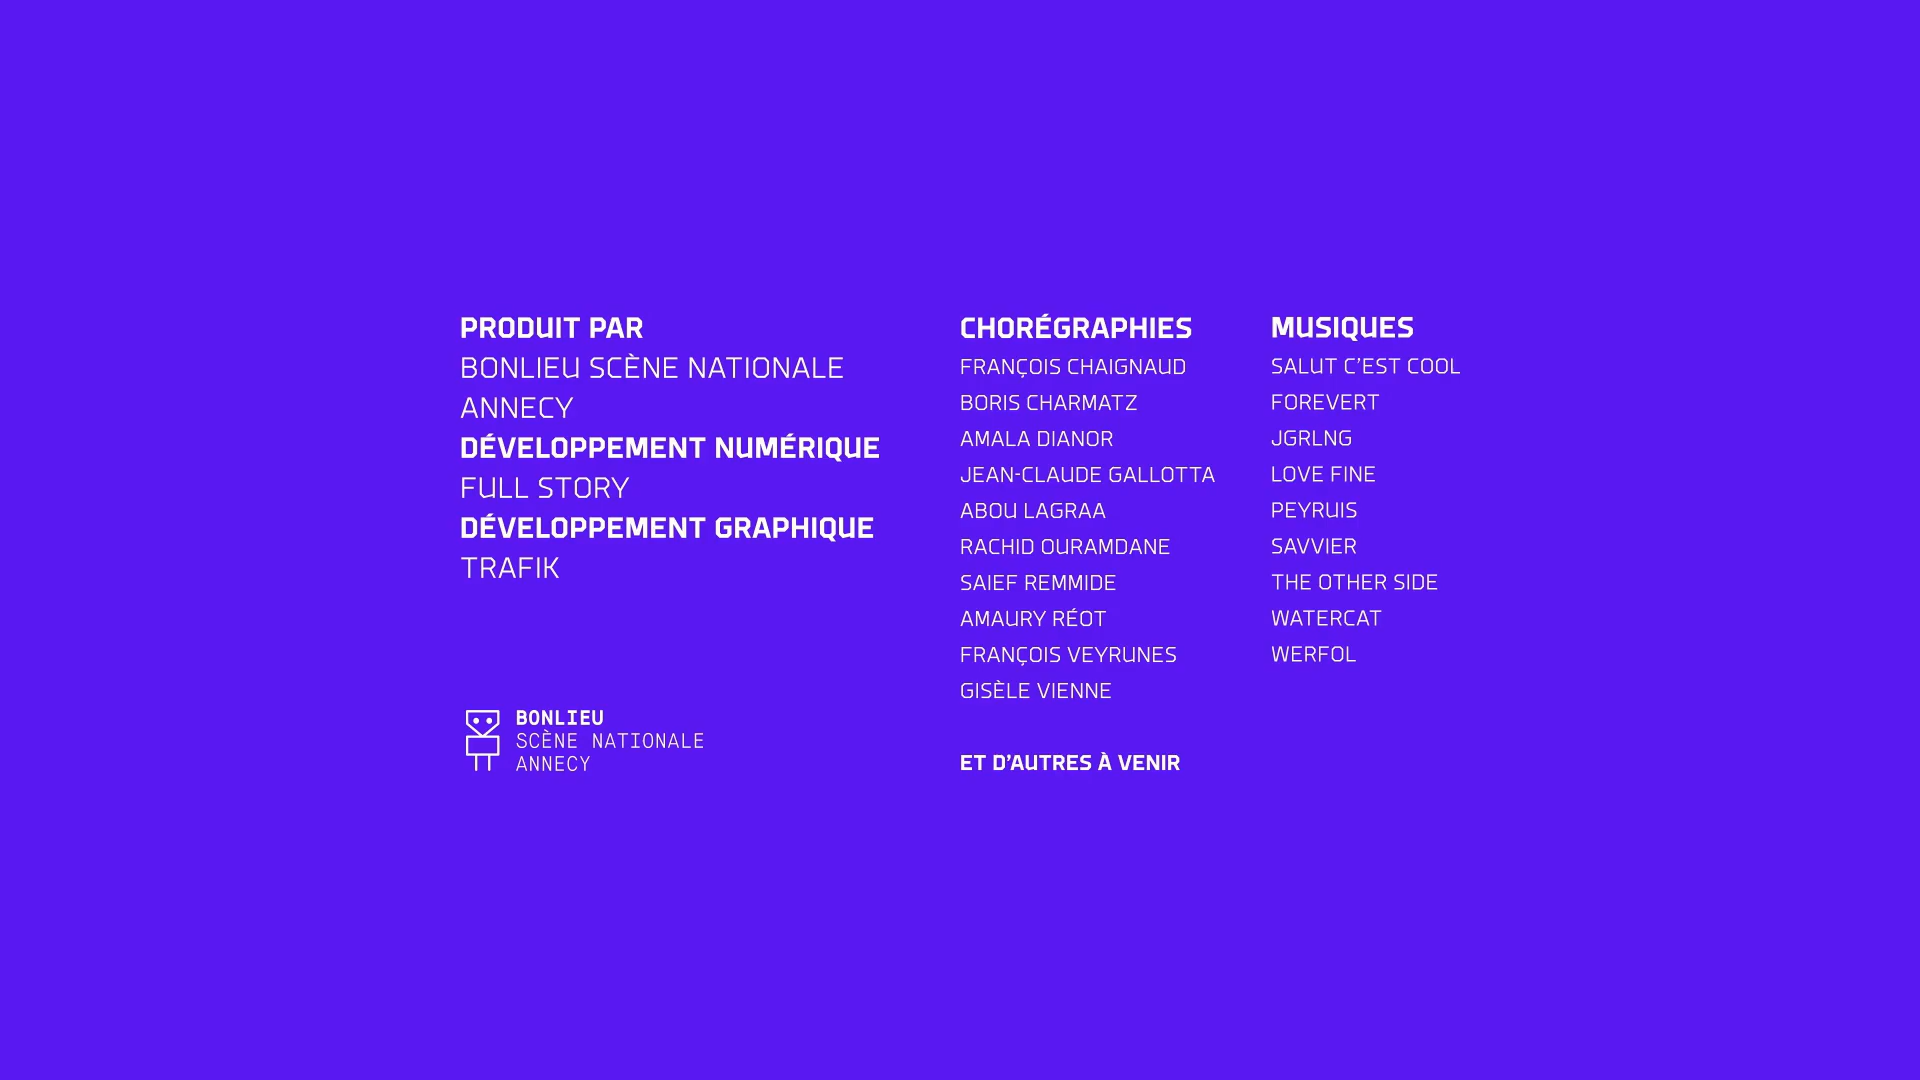 PRODUIT PAR
BONLIEU SCÈNE NATIONALE
ANNECY
DÉVELOPPEMENT NUMÉRIQUE
FULL STORY
DÉVELOPPEMENT GRAPHIQUE
TRAFIK
BONLIEU
SCÈNE NATIONALE
ANNECY
CHORÉGRAPHIES
FRANÇOIS CHAIGNAUD
BORIS CHARMATZ
AMALA DIANOR
JEAN-CLAUDE GALLOTTA
ABOU LAGRAA
RACHID OURAMDANE
SAIEF REMMIDE
AMAURY RÉOT
FRANÇOIS VEYRUNES
GISÈLE VIENNE
ET D’AUTRES À VENIR
MUSIQUES
SALUT C’EST COOL
FOREVERT
JGRLNG
LOVE FINE
PEYRUIS
SAVVIER
THE OTHER SIDE
WATERCAT
WERFOL